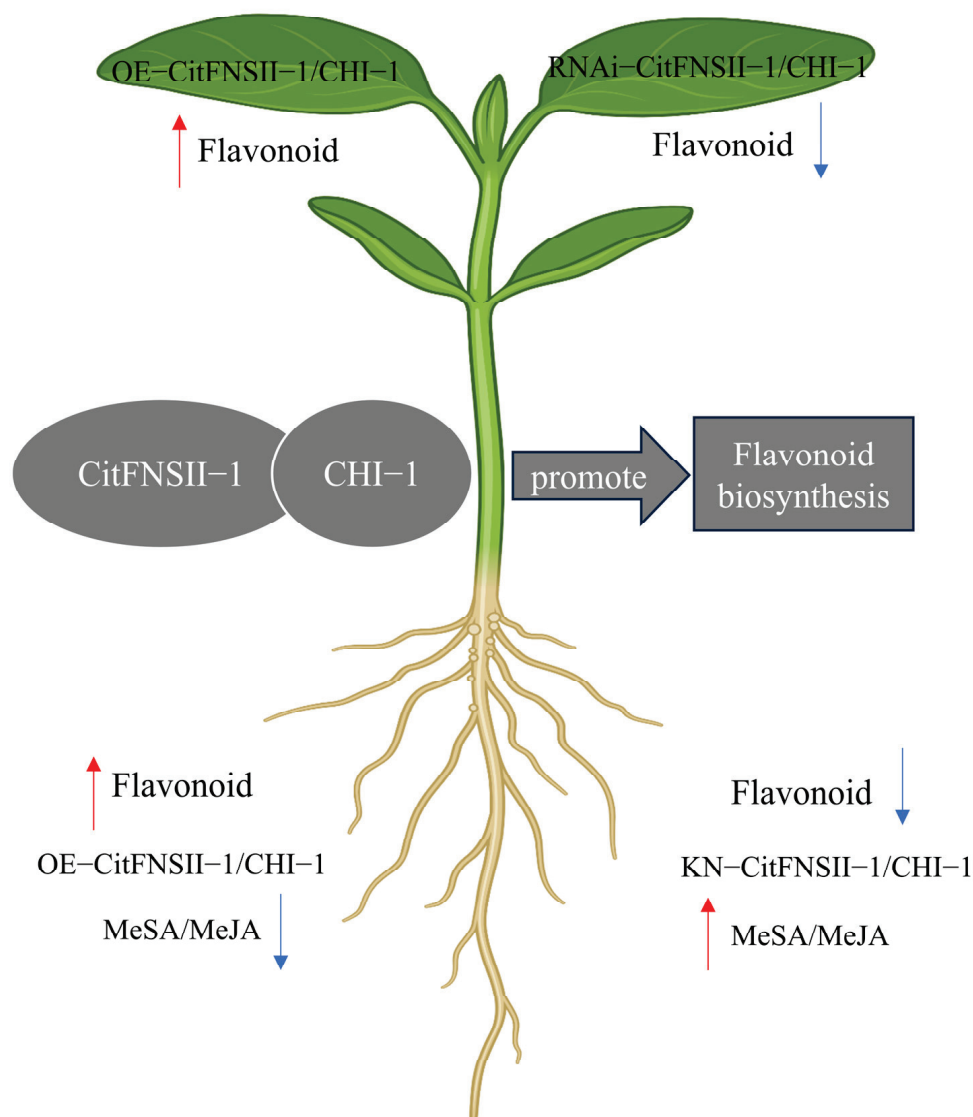 OE−CitFNSII−1/CHI−1
RNAi−CitFNSII−1/CHI−1
Flavonoid
Flavonoid
CitFNSII−1
CHI−1
promote
Flavonoid
biosynthesis
Flavonoid
Flavonoid
OE−CitFNSII−1/CHI−1
KN−CitFNSII−1/CHI−1
MeSA/MeJA
MeSA/MeJA